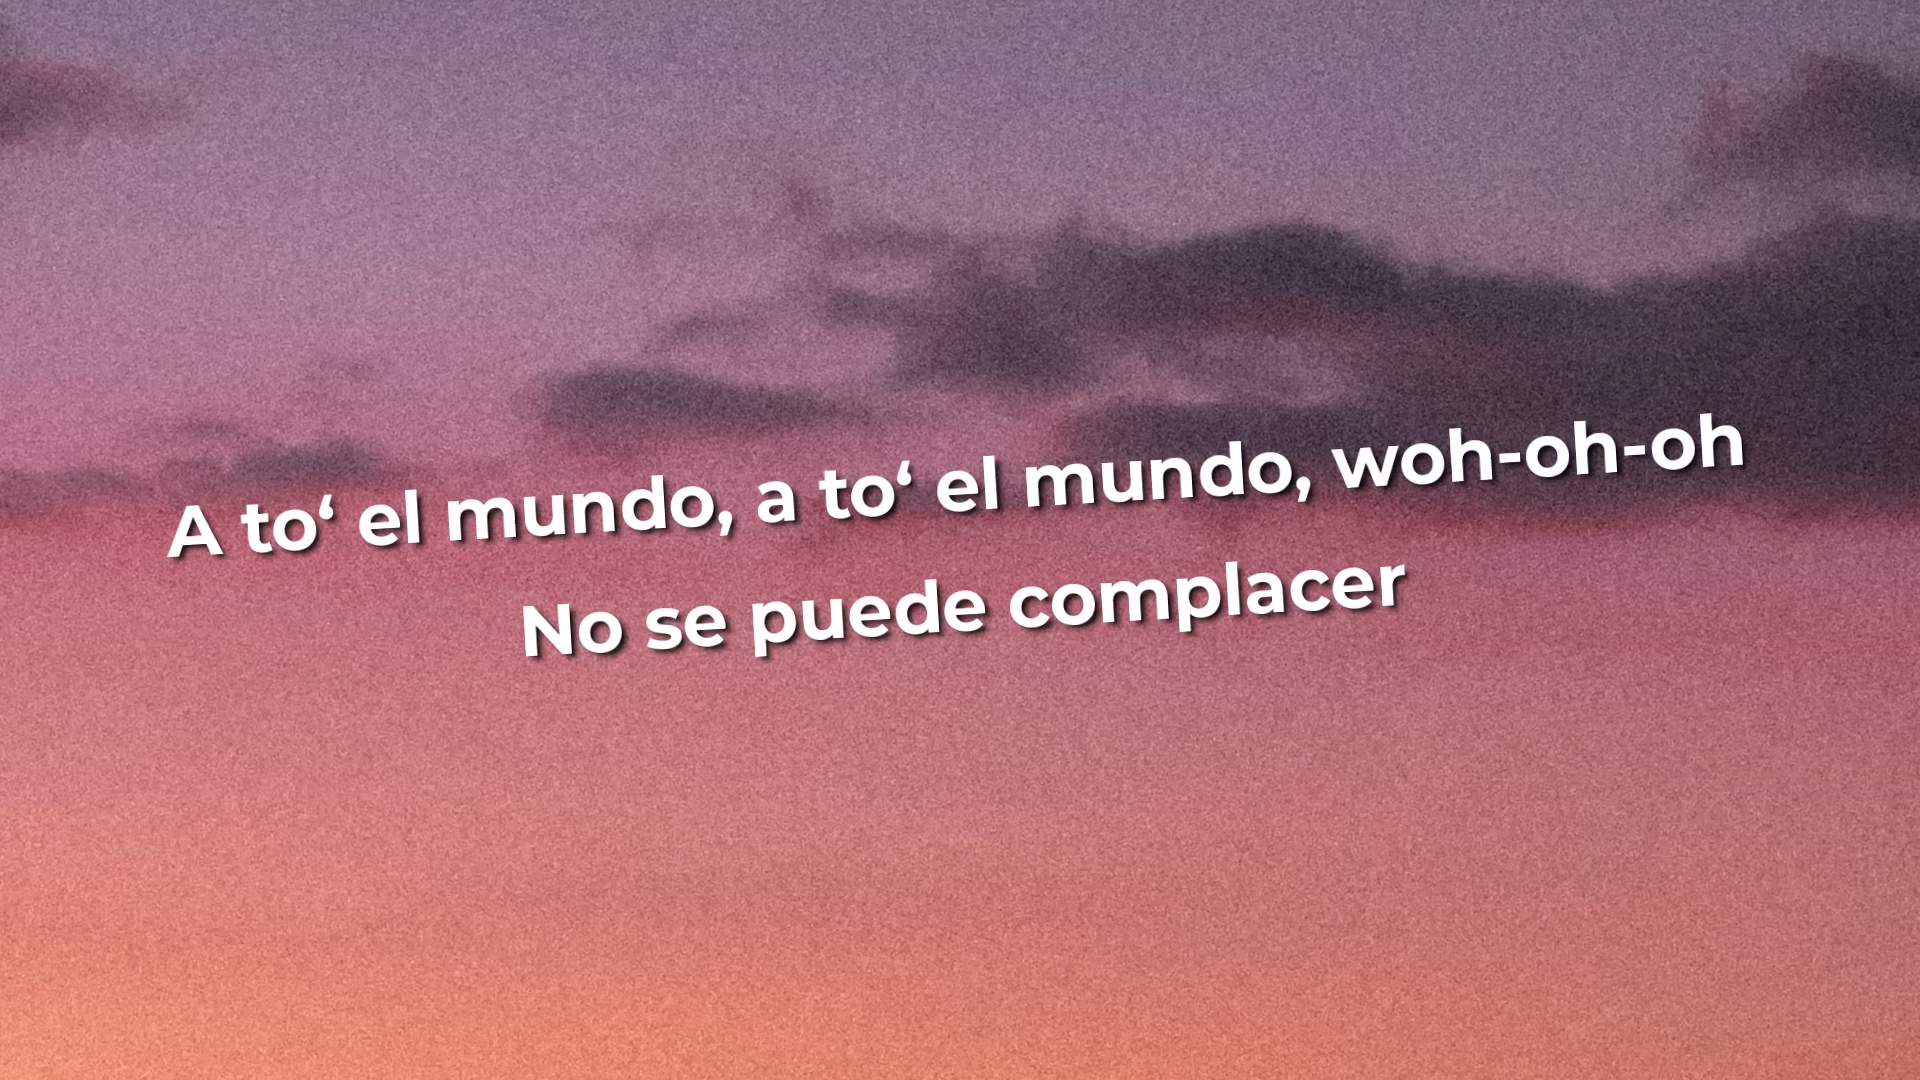 A to‘ el mundo, a to‘ el mundo, woh-oh-oh
No se puede complacer